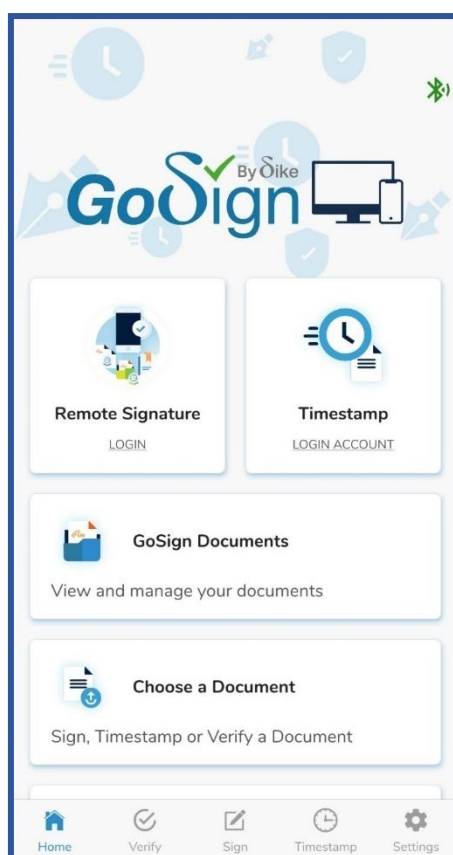 By Dike
GoSign
Remote Signature
LOGIN
Timestamp
LOGIN ACCOUNT
GoSign Documents
View and manage your documents
Choose a Document
Sign, Timestamp or Verify a Document
Home Verify Sign Timestamp Settings